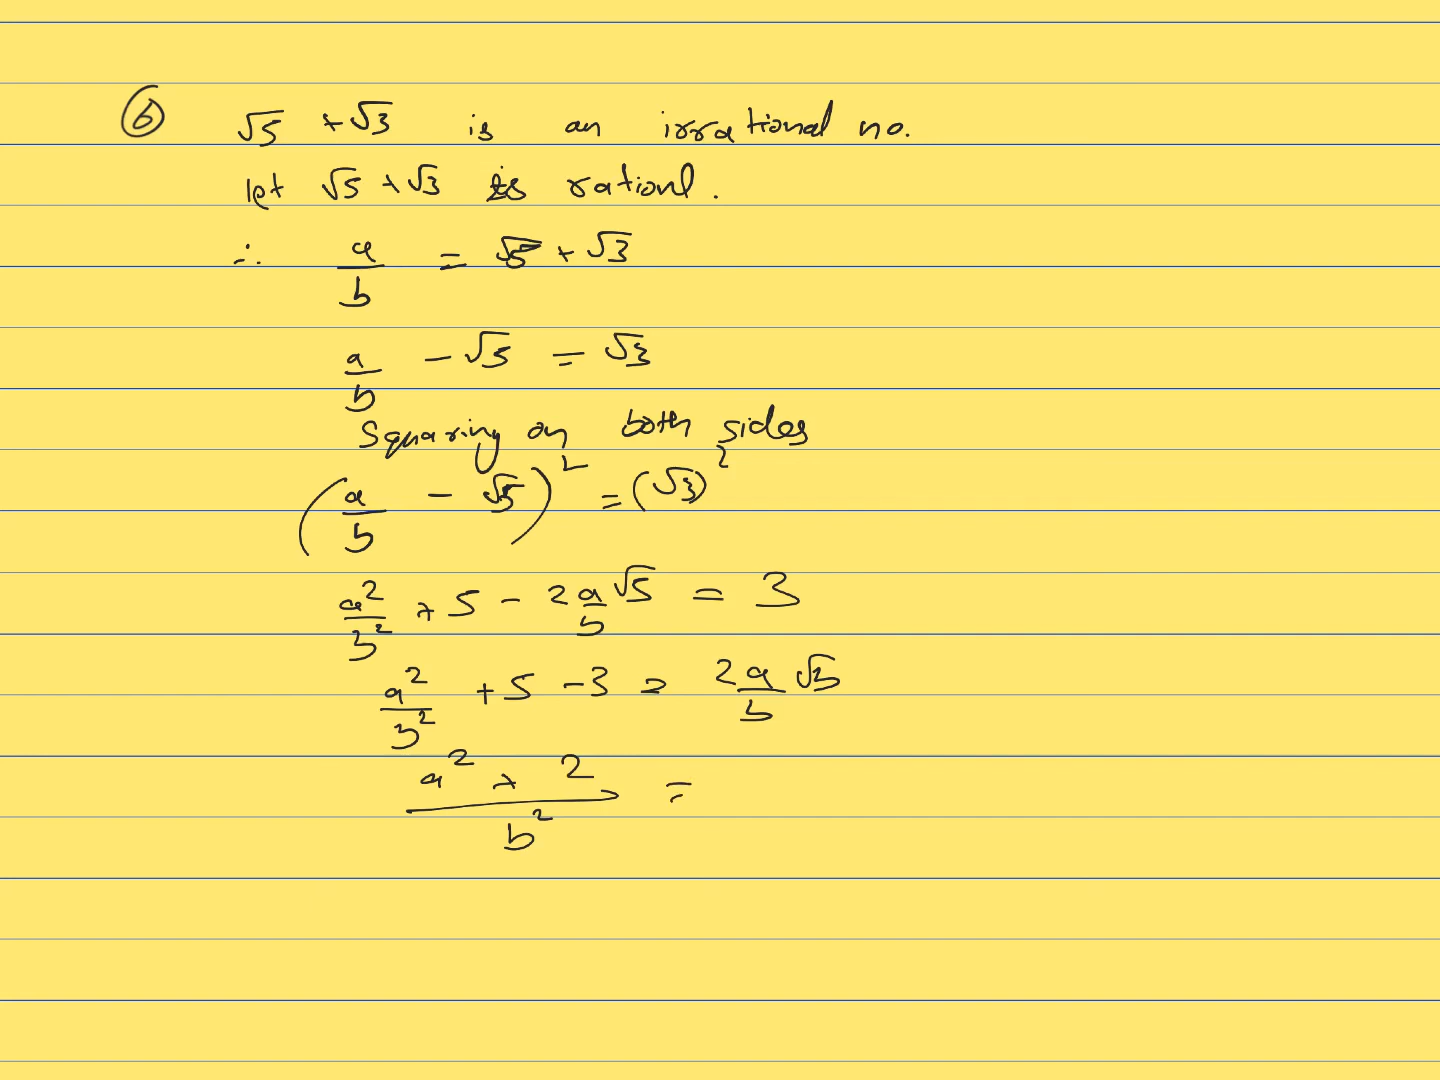 ⑥ √5 + √3 is an irrational no.
let √5 + √3 is rationl.
∴ a/b = √5 + √3
a/b - √5 = √3
Squaring on both sides
(a/b - √5)² = (√3)²
a²/b² + 5 - 2a/b √5 = 3
a²/b² + 5 - 3 = 2a/b √5
a² + 2 / b² =